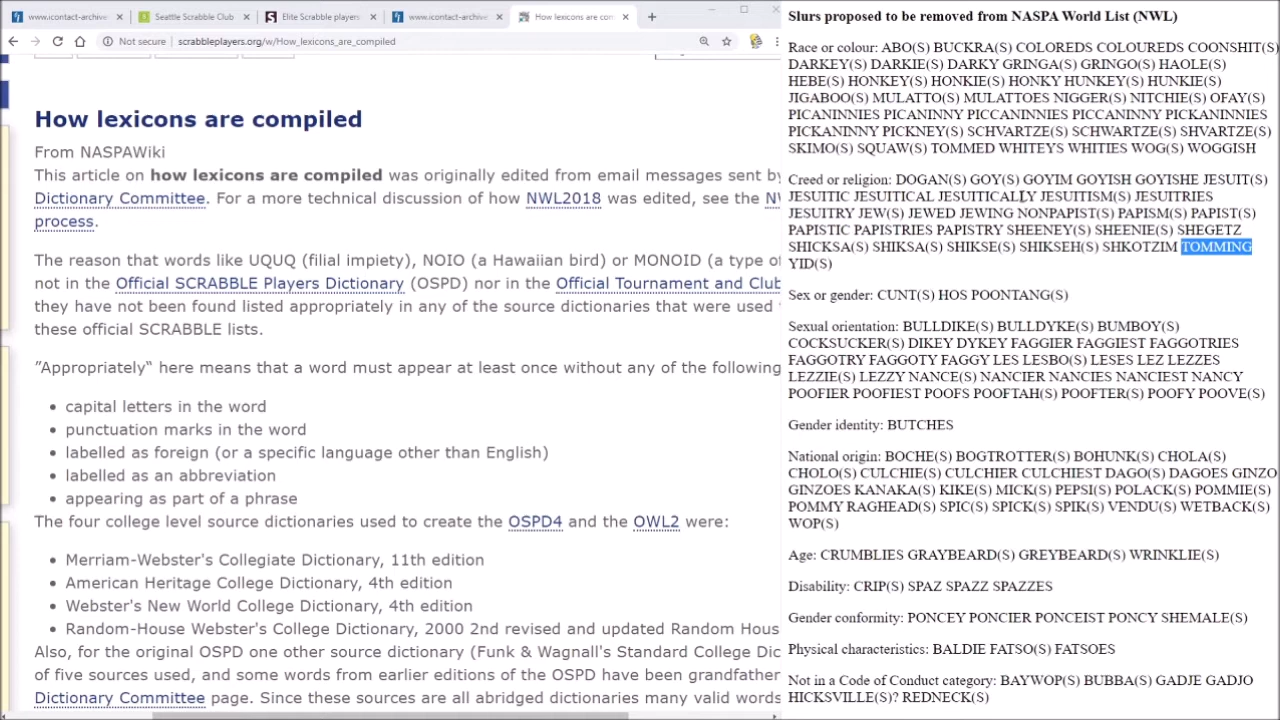 www.icontact-archive
Seattle Scrabble Club
Elite Scrabble players
www.icontact-archive
How lexicons are con
Not secure
scrabbleplayers.org/w/How_lexicons_are_compiled
How lexicons are compiled
From NASPAWiki
This article on how lexicons are compiled was originally edited from email messages sent by
Dictionary Committee. For a more technical discussion of how NWL2018 was edited, see the NW
process.
The reason that words like UQUQ (filial impiety), NOIO (a Hawaiian bird) or MONOID (a type of
not in the Official SCRABBLE Players Dictionary (OSPD) nor in the Official Tournament and Club
they have not been found listed appropriately in any of the source dictionaries that were used
these official SCRABBLE lists.
”Appropriately“ here means that a word must appear at least once without any of the following
• capital letters in the word
• punctuation marks in the word
• labelled as foreign (or a specific language other than English)
• labelled as an abbreviation
• appearing as part of a phrase
The four college level source dictionaries used to create the OSPD4 and the OWL2 were:
• Merriam-Webster's Collegiate Dictionary, 11th edition
• American Heritage College Dictionary, 4th edition
• Webster's New World College Dictionary, 4th edition
• Random-House Webster's College Dictionary, 2000 2nd revised and updated Random Hous
Also, for the original OSPD one other source dictionary (Funk & Wagnall's Standard College Dic
of five sources used, and some words from earlier editions of the OSPD have been grandfather
Dictionary Committee page. Since these sources are all abridged dictionaries many valid words
Slurs proposed to be removed from NASPA World List (NWL)
Race or colour: ABO(S) BUCKRA(S) COLOREDS COLOUREDS COONSHIT(S)
DARKEY(S) DARKIE(S) DARKY GRINGA(S) GRINGO(S) HAOLE(S)
HEBE(S) HONKEY(S) HONKIE(S) HONKY HUNKEY(S) HUNKIE(S)
JIGABOO(S) MULATTO(S) MULATTOES NIGGER(S) NITCHIE(S) OFAY(S)
PICANINNIES PICANINNY PICCANINNIES PICCANINNY PICKANINNIES
PICKANINNY PICKNEY(S) SCHVARTZE(S) SCHWARTZE(S) SHVARTZE(S)
SKIMO(S) SQUAW(S) TOMMED WHITEYS WHITIES WOG(S) WOGGISH
Creed or religion: DOGAN(S) GOY(S) GOYIM GOYISH GOYISHE JESUIT(S)
JESUITIC JESUITICAL JESUITICALLY JESUITISM(S) JESUITRIES
JESUITRY JEW(S) JEWED JEWING NONPAPIST(S) PAPISM(S) PAPIST(S)
PAPISTIC PAPISTRIES PAPISTRY SHEENEY(S) SHEENIE(S) SHEGETZ
SHICKSA(S) SHIKSA(S) SHIKSE(S) SHIKSEH(S) SHKOTZIM TOMMING
YID(S)
Sex or gender: CUNT(S) HOS POONTANG(S)
Sexual orientation: BULLDIKE(S) BULLDYKE(S) BUMBOY(S)
COCKSUCKER(S) DIKEY DYKEY FAGGIER FAGGIEST FAGGOTRIES
FAGGOTRY FAGGOTY FAGGY LES LESBO(S) LESES LEZ LEZZES
LEZZIE(S) LEZZY NANCE(S) NANCIER NANCIES NANCIEST NANCY
POOFIER POOFIEST POOFS POOFTAH(S) POOFTER(S) POOFY POOVE(S)
Gender identity: BUTCHES
National origin: BOCHE(S) BOGTROTTER(S) BOHUNK(S) CHOLA(S)
CHOLO(S) CULCHIE(S) CULCHIER CULCHIEST DAGO(S) DAGOES GINZO
GINZOES KANAKA(S) KIKE(S) MICK(S) PEPSI(S) POLACK(S) POMMIE(S)
POMMY RAGHEAD(S) SPIC(S) SPICK(S) SPIK(S) VENDU(S) WETBACK(S)
WOP(S)
Age: CRUMBLIES GRAYBEARD(S) GREYBEARD(S) WRINKLIE(S)
Disability: CRIP(S) SPAZ SPAZZ SPAZZES
Gender conformity: PONCEY PONCIER PONCEIST PONCY SHEMALE(S)
Physical characteristics: BALDIE FATSO(S) FATSOES
Not in a Code of Conduct category: BAYWOP(S) BUBBA(S) GADJE GADJO
HICKSVILLE(S)? REDNECK(S)